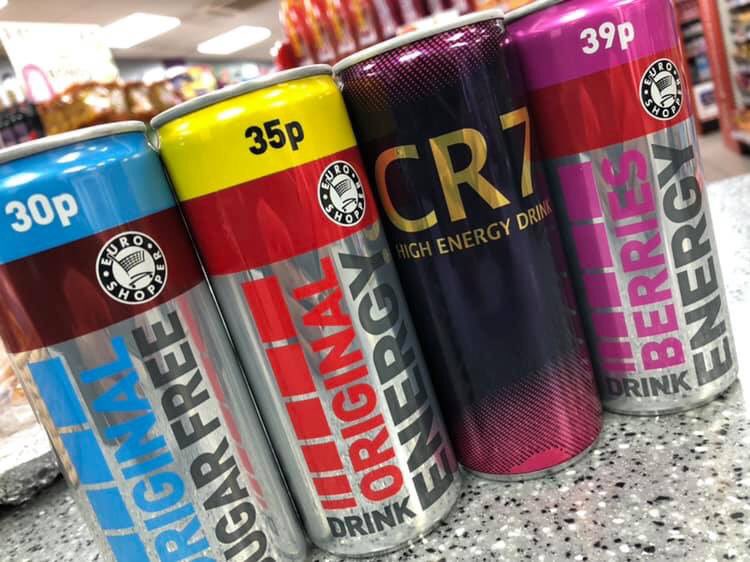 30p
EURO SHOPPER
ORIGINAL
SUGAR FREE
35p
EURO SHOPPER
ORIGINAL
ENERGY
DRINK
CR7
HIGH ENERGY DRINK
39p
EURO SHOPPER
BERRIES
ENERGY
DRINK